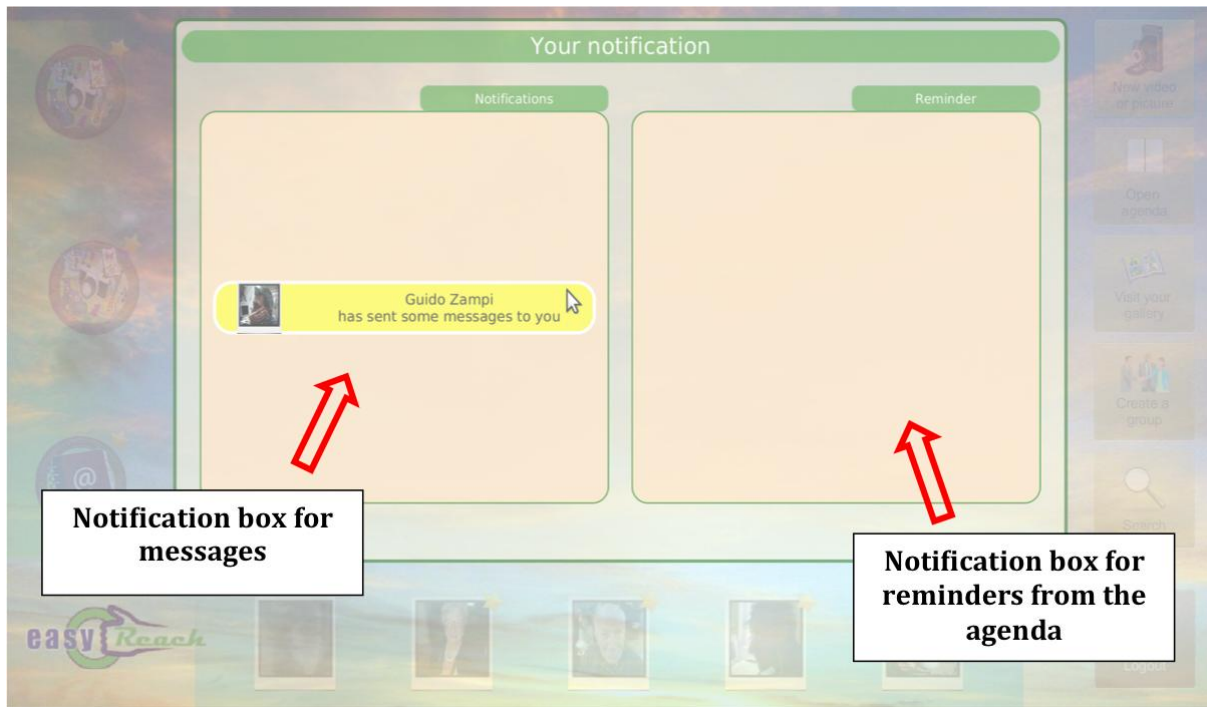 Your notification
Notifications
Reminder
New video
or picture
Open
agenda
Guido Zampi
has sent some messages to you
Visit your
gallery
Create a
group
@
Search
Notification box for
messages
Notification box for
reminders from the
agenda
easy Reach
Logout